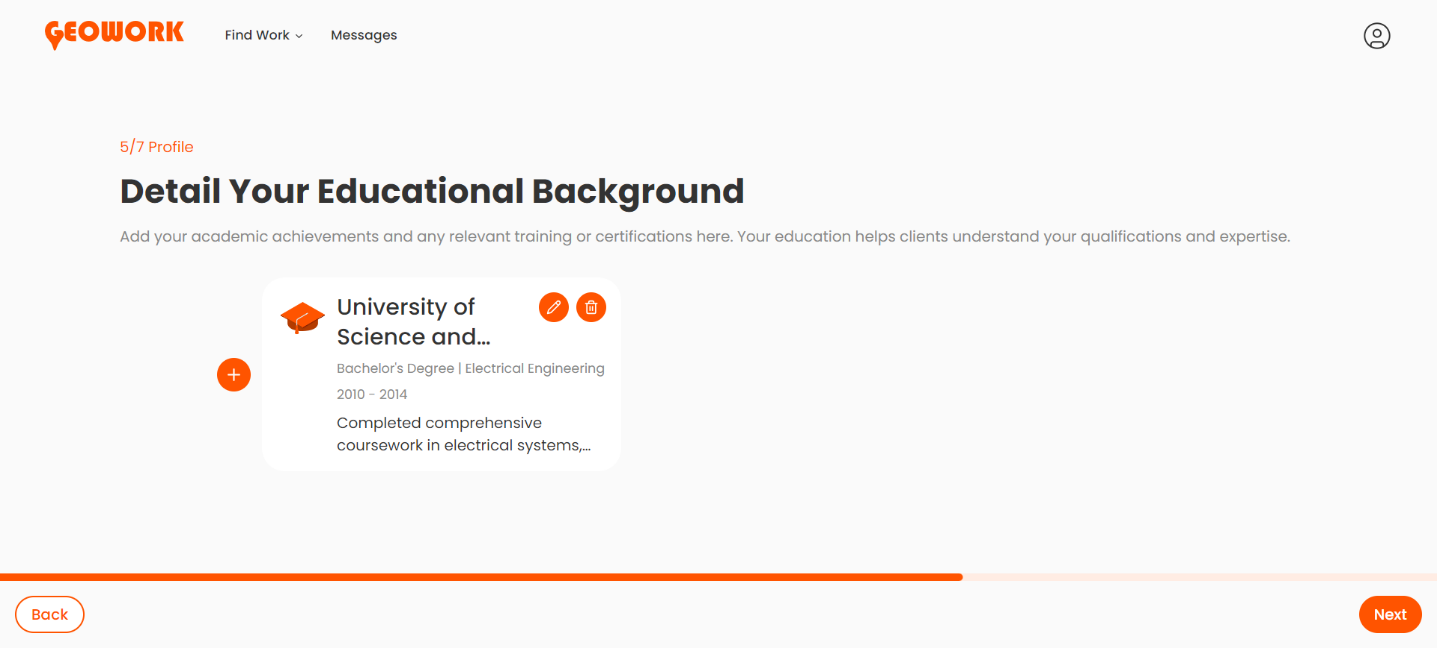 GEOWORK
Find Work
Messages
5/7 Profile
Detail Your Educational Background
Add your academic achievements and any relevant training or certifications here. Your education helps clients understand your qualifications and expertise.
University of
Science and...
Bachelor's Degree | Electrical Engineering
2010 - 2014
Completed comprehensive
coursework in electrical systems,...
Back
Next